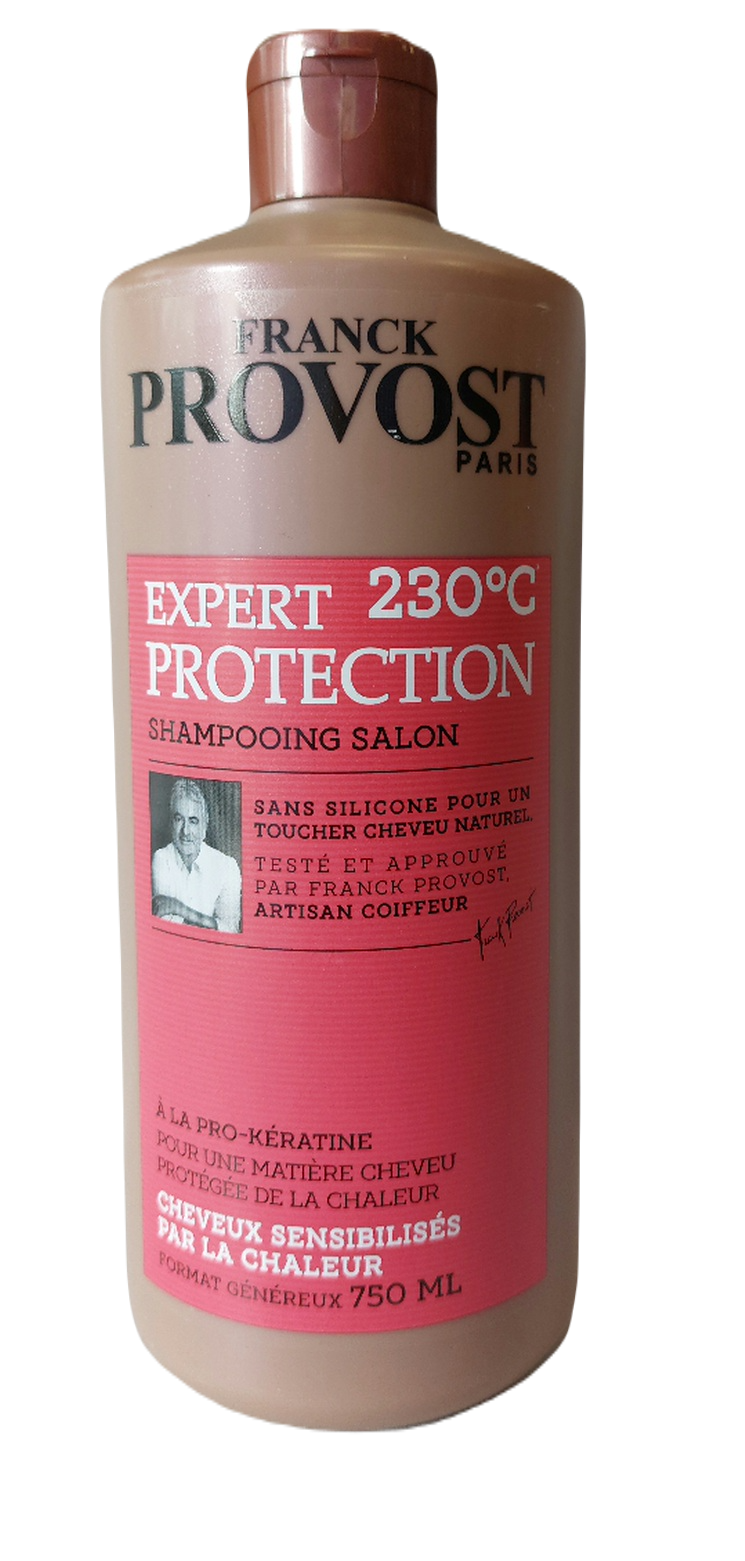 FRANCK
PROVOST
PARIS
EXPERT 230°C
PROTECTION
SHAMPOOING SALON
SANS SILICONE POUR UN
TOUCHER CHEVEU NATUREL.
TESTÉ ET APPROUVÉ
PAR FRANCK PROVOST,
ARTISAN COIFFEUR
Franck Provost
À LA PRO-KÉRATINE
POUR UNE MATIÈRE CHEVEU
PROTÉGÉE DE LA CHALEUR
CHEVEUX SENSIBILISÉS
PAR LA CHALEUR
FORMAT GÉNÉREUX 750 ML